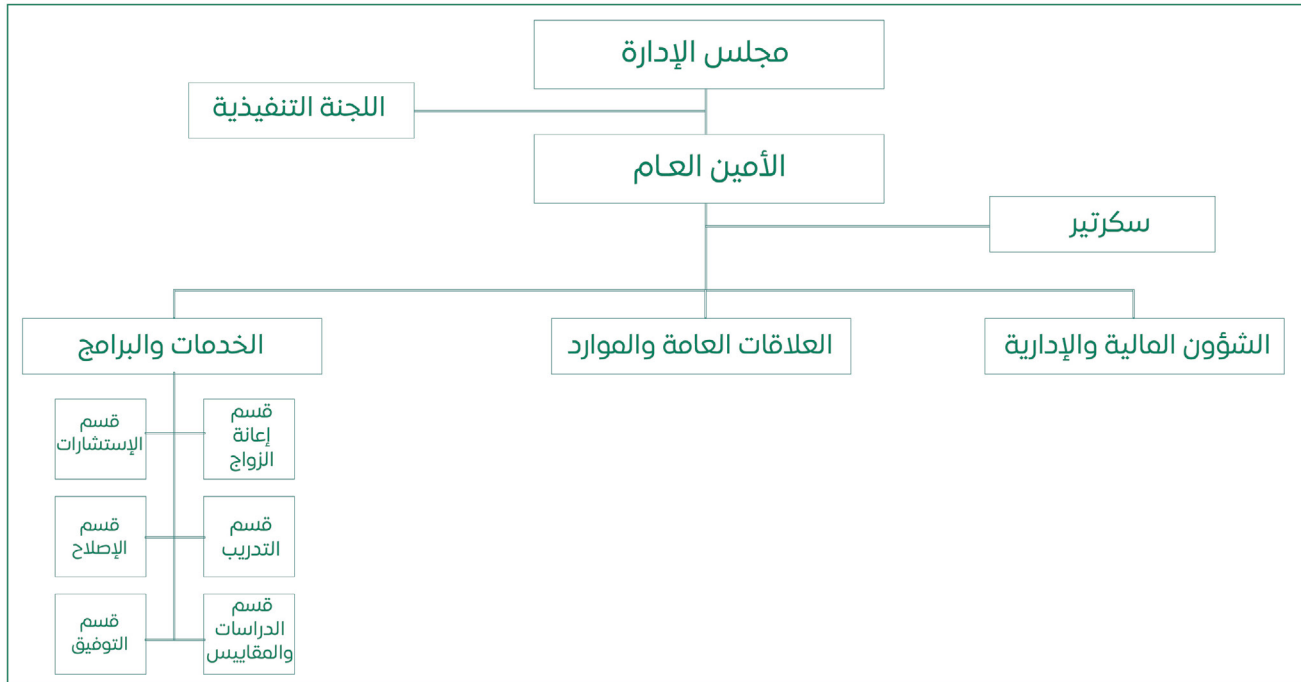 مجلس الإدارة
اللجنة التنفيذية
الأمين العـام
سكرتير
الشؤون المالية والإدارية
العلاقات العامة والموارد
الخدمات والبرامج
قسم
إعانة
الزواج
قسم
الإستشارات
قسم
التدريب
قسم
الإصلاح
قسم
الدراسات
والمقاييس
قسم
التوفيق